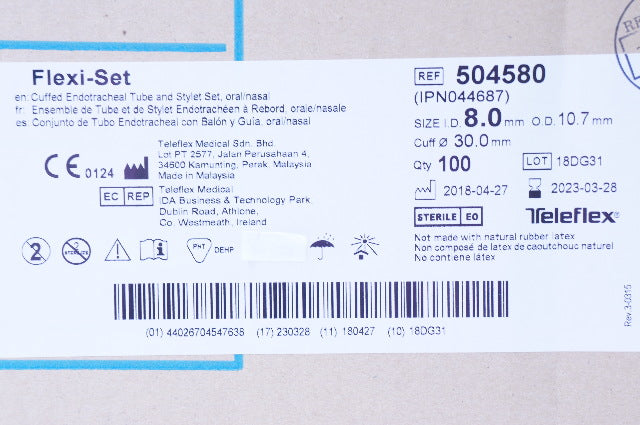 Flexi-Set
en: Cuffed Endotracheal Tube and Stylet Set, oral/nasal
fr: Ensemble de Tube et de Stylet Endotrachéen à Rebord, orale/nasale
es: Conjunto de Tubo Endotracheal con Balón y Guía, oral/nasal
REF 504580
(IPN044687)
SIZE I.D. 8.0 mm O.D. 10.7 mm
Cuff Ø 30.0 mm
Qty 100 LOT 18DG31
2018-04-27 2023-03-28
STERILE EO Teleflex®
Not made with natural rubber latex
Non composé de latex de caoutchouc naturel
No contiene látex
CE 0124
Teleflex Medical Sdn. Bhd.
Lot PT 2577, Jalan Perusahaan 4,
34600 Kamunting, Perak, Malaysia
Made in Malaysia
EC REP
Teleflex Medical
IDA Business & Technology Park,
Dublin Road, Athlone,
Co. Westmeath, Ireland
2
2 STERILIZE
PHT DEHP
(01) 44026704547638 (17) 230328 (11) 180427 (10) 18DG31
Rev.3-0315